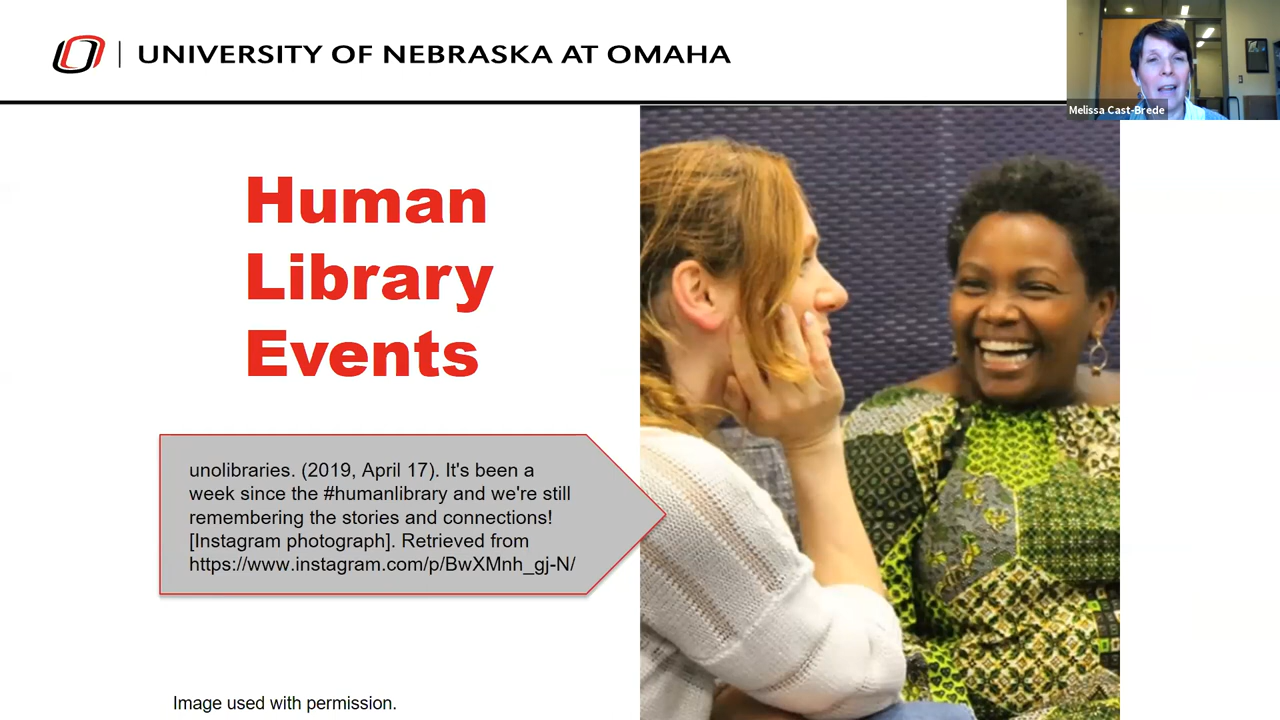 UNIVERSITY OF NEBRASKA AT OMAHA
Melissa Cast-Brede
Human
Library
Events
unolibraries. (2019, April 17). It's been a
week since the #humanlibrary and we're still
remembering the stories and connections!
[Instagram photograph]. Retrieved from
https://www.instagram.com/p/BwXMnh_gj-N/
Image used with permission.